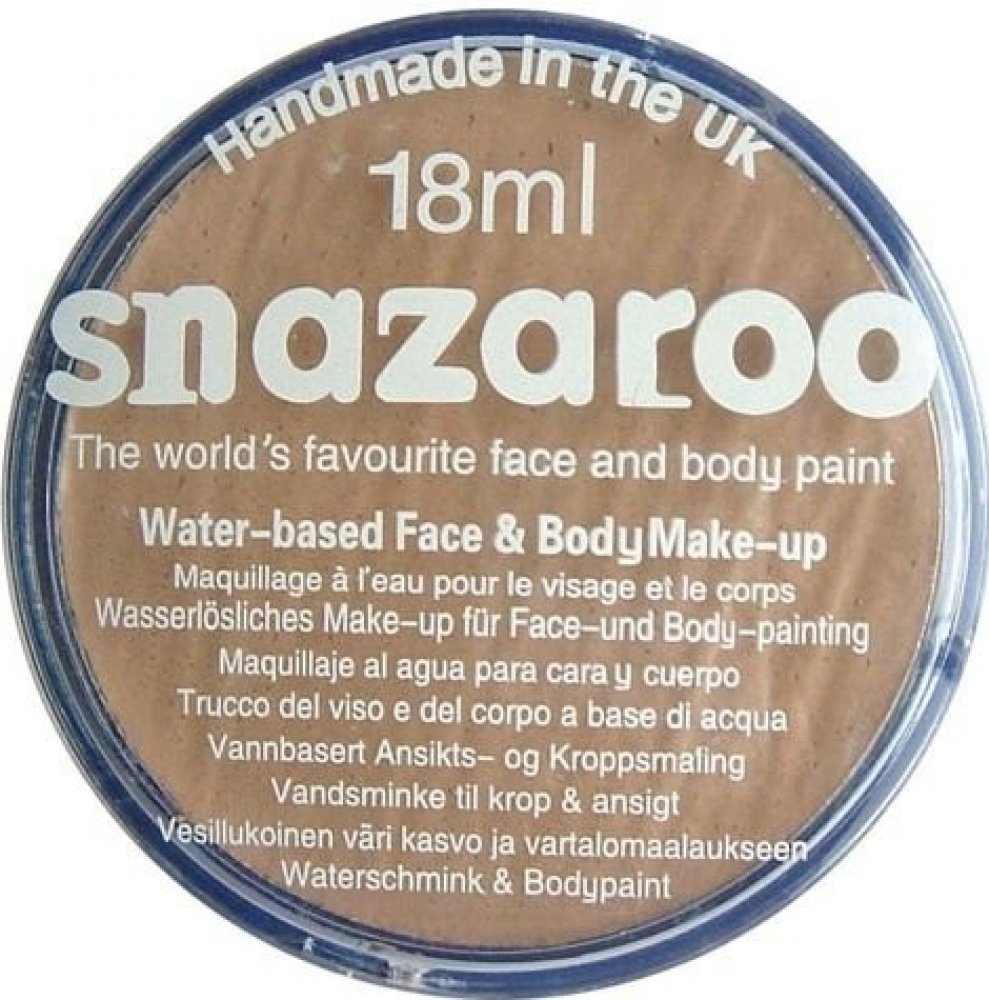 Handmade in the UK
18ml
snazaroo
The world's favourite face and body paint
Water-based Face & Body Make-up
Maquillage à l'eau pour le visage et le corps
Wasserlösliches Make-up für Face-und Body-painting
Maquillaje al agua para cara y cuerpo
Trucco del viso e del corpo a base di acqua
Vannbasert Ansikts- og Kroppsmaling
Vandsminke til krop & ansigt
Vesillukoinen väri kasvo ja vartalomaalaukseen
Waterschmink & Bodypaint